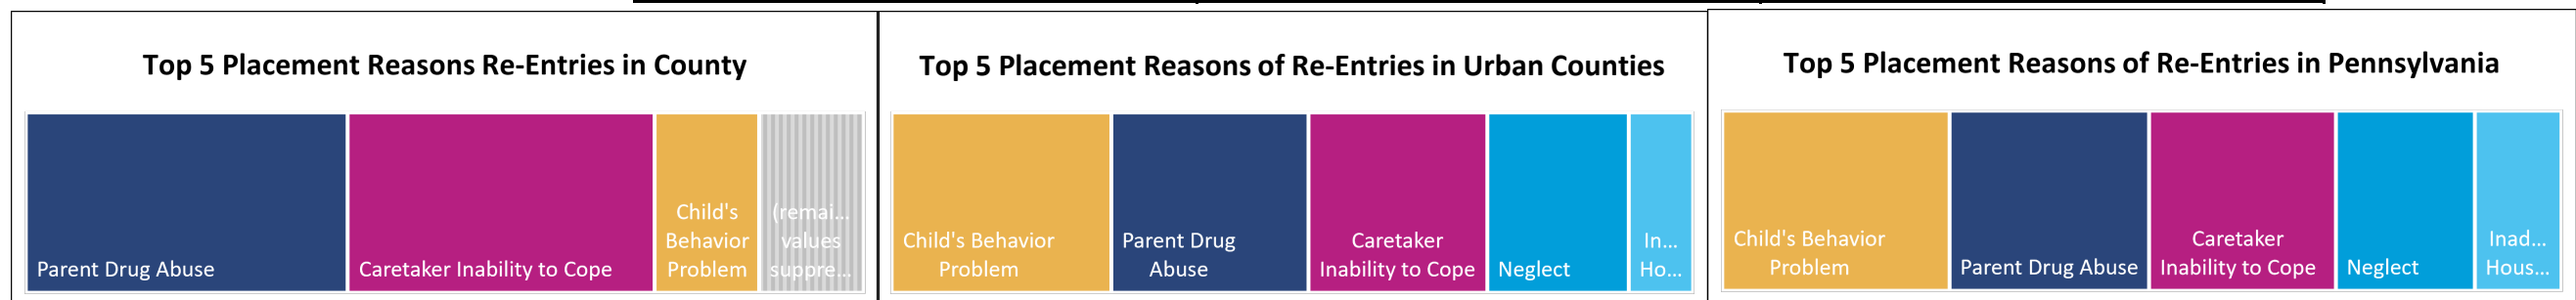 Top 5 Placement Reasons Re-Entries in County
Parent Drug Abuse
Caretaker Inability to Cope
Child's
Behavior
Problem
(remai...
values
suppre...
Top 5 Placement Reasons of Re-Entries in Urban Counties
Child's Behavior
Problem
Parent Drug
Abuse
Caretaker
Inability to Cope
Neglect
In...
Ho...
Top 5 Placement Reasons of Re-Entries in Pennsylvania
Child's Behavior
Problem
Parent Drug Abuse
Caretaker
Inability to Cope
Neglect
Inad...
Hous...